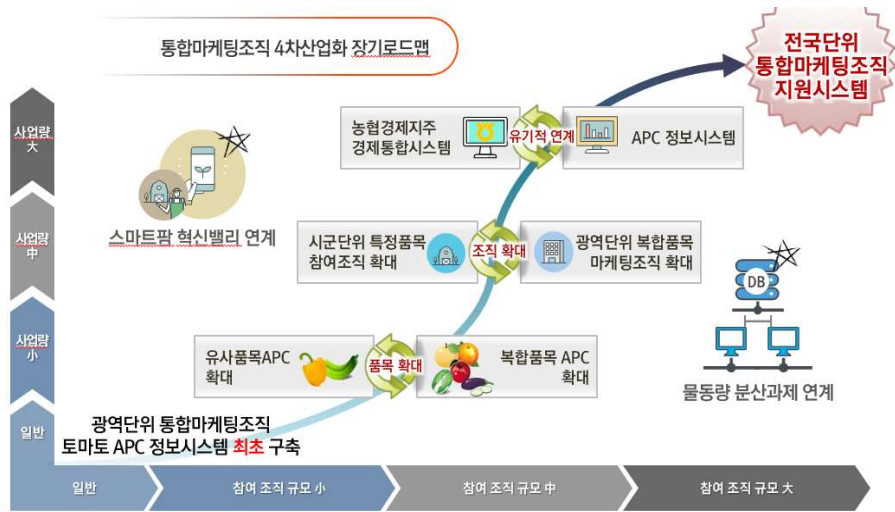 통합마케팅조직 4차산업화 장기로드맵
전국단위
통합마케팅조직
지원시스템
사업량
大
농협경제지주
경제통합시스템
유기적 연계
APC 정보시스템
스마트팜 혁신밸리 연계
사업량
中
시군단위 특정품목
참여조직 확대
조직 확대
광역단위 복합품목
마케팅조직 확대
DB
물동량 분산과제 연계
사업량
小
유사품목APC
확대
품목 확대
복합품목 APC
확대
일반
광역단위 통합마케팅조직
토마토 APC 정보시스템 최초 구축
일반
참여 조직 규모 小
참여 조직 규모 中
참여 조직 규모 大